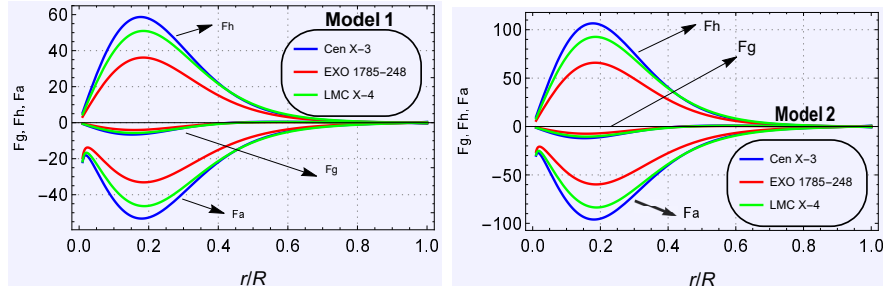 Model 1
Fg, Fh, Fa
60
40
20
0
−20
−40
Fh
Cen X−3
EXO 1785−248
LMC X−4
Fg
Fa
0.0 0.2 0.4 0.6 0.8 1.0
r/R
Fg, Fh, Fa
100
50
0
−50
−100
Fh
Fg
Model 2
Cen X−3
EXO 1785−248
LMC X−4
Fa
0.0 0.2 0.4 0.6 0.8 1.0
r/R